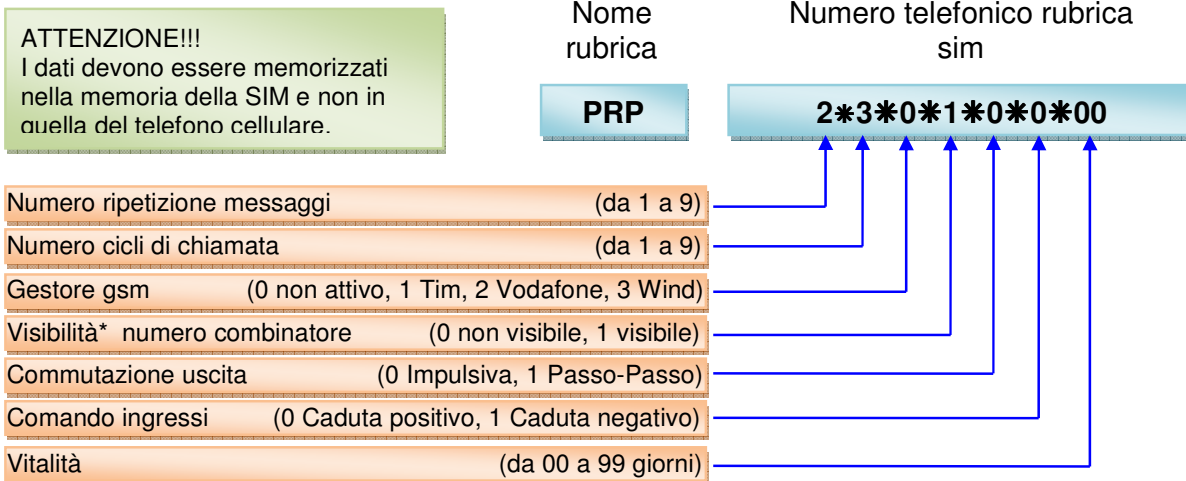 ATTENZIONE!!!
I dati devono essere memorizzati
nella memoria della SIM e non in
quella del telefono cellulare.
Nome
rubrica
PRP
Numero telefonico rubrica
sim
2*3*0*1*0*0*00
Numero ripetizione messaggi (da 1 a 9)
Numero cicli di chiamata (da 1 a 9)
Gestore gsm (0 non attivo, 1 Tim, 2 Vodafone, 3 Wind)
Visibilità* numero combinatore (0 non visibile, 1 visibile)
Commutazione uscita (0 Impulsiva, 1 Passo-Passo)
Comando ingressi (0 Caduta positivo, 1 Caduta negativo)
Vitalità (da 00 a 99 giorni)